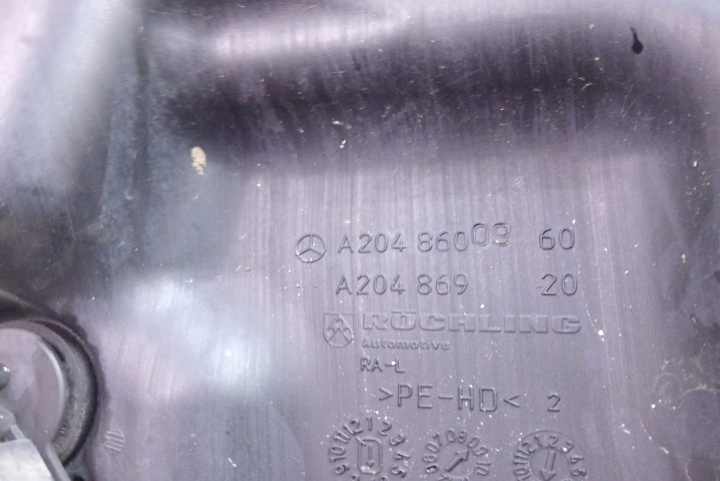 A204 860 09 60
A204 869 20
RÖCHLING
Automotive
RA-L
>PE-HD< 2